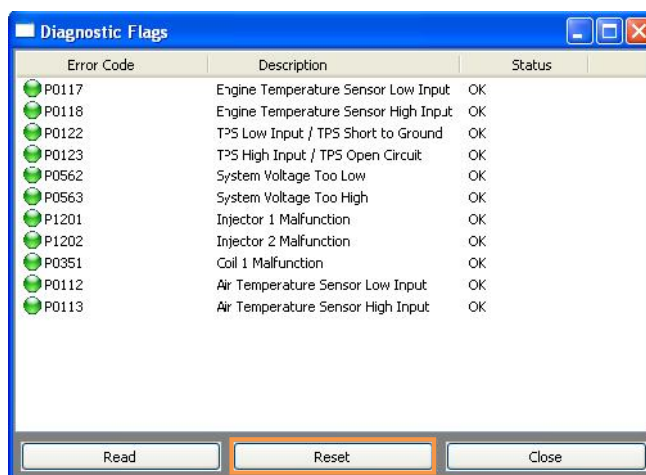 Diagnostic Flags
Error Code Description Status
P0117 Engine Temperature Sensor Low Input OK
P0118 Engine Temperature Sensor High Input OK
P0122 TPS Low Input / TPS Short to Ground OK
P0123 TPS High Input / TPS Open Circuit OK
P0562 System Voltage Too Low OK
P0563 System Voltage Too High OK
P1201 Injector 1 Malfunction OK
P1202 Injector 2 Malfunction OK
P0351 Coil 1 Malfunction OK
P0112 Air Temperature Sensor Low Input OK
P0113 Air Temperature Sensor High Input OK
Read Reset Close